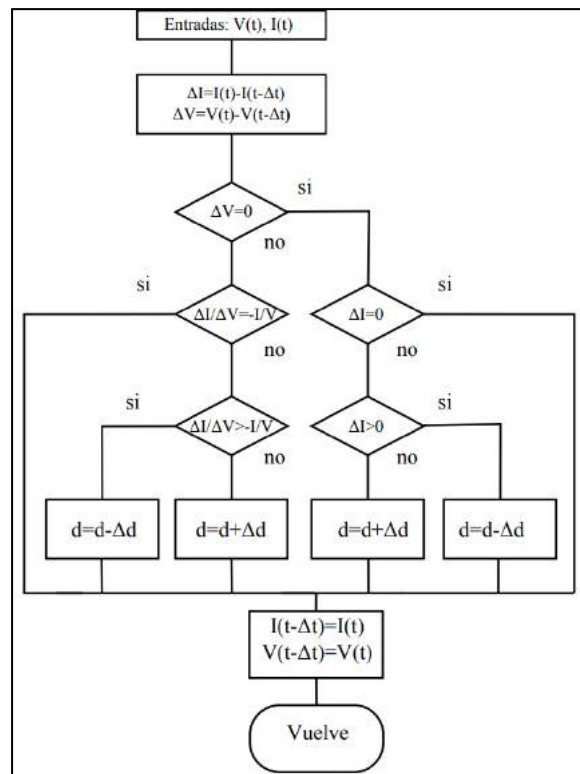 Entradas: V(t), I(t)
ΔI=I(t)-I(t-Δt)
ΔV=V(t)-V(t-Δt)
si
ΔV=0
no
si
si
ΔI/ΔV=-I/V
ΔI=0
no
no
si
si
ΔI/ΔV>-I/V
ΔI>0
no
no
d=d-Δd
d=d+Δd
d=d+Δd
d=d-Δd
I(t-Δt)=I(t)
V(t-Δt)=V(t)
Vuelve